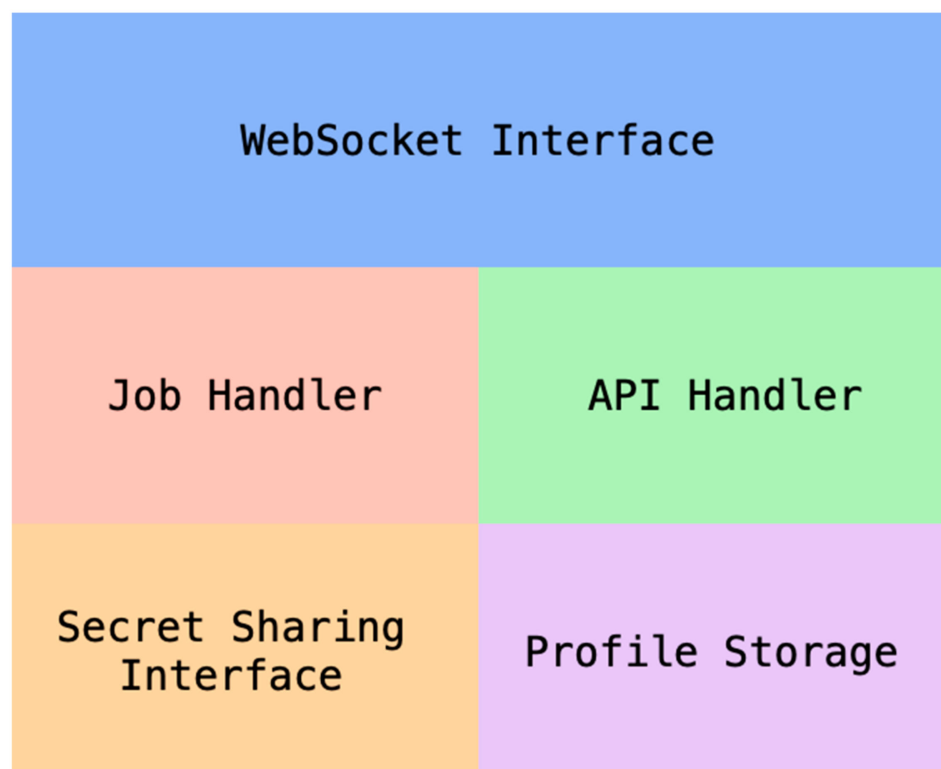 WebSocket Interface
Job Handler
API Handler
Secret Sharing
Interface
Profile Storage